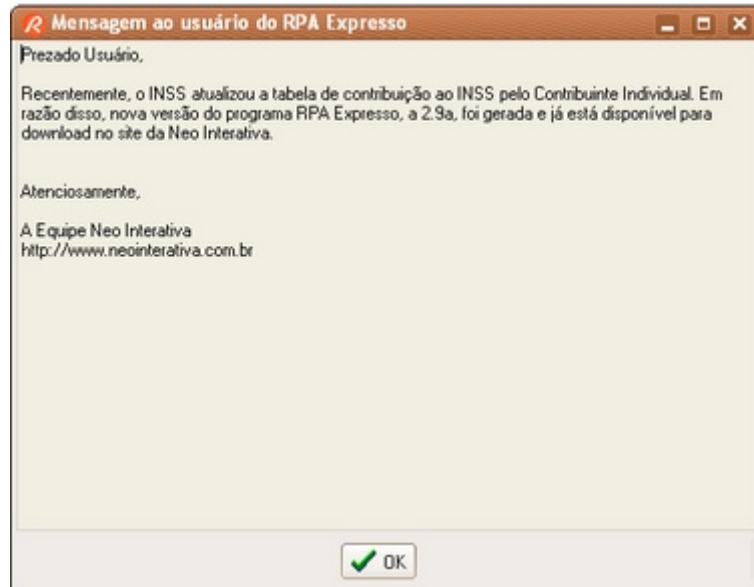 Mensagem ao usuário do RPA Expresso
Prezado Usuário,
Recentemente, o INSS atualizou a tabela de contribuição ao INSS pelo Contribuinte Individual. Em
razão disso, nova versão do programa RPA Expresso, a 2.9a, foi gerada e já está disponível para
download no site da Neo Interativa.
Atenciosamente,
A Equipe Neo Interativa
http://www.neointerativa.com.br
OK